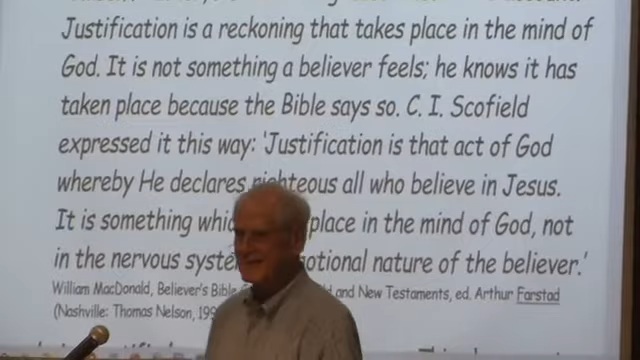 Justification is a reckoning that takes place in the mind of
God. It is not something a believer feels; he knows it has
taken place because the Bible says so. C. I. Scofield
expressed it this way: 'Justification is that act of God
whereby He declares righteous all who believe in Jesus.
It is something place in the mind of God, not
in the nervous of the believer.'
William MacDonald, Believer's Bible and New Testaments, ed. Arthur Farstad
(Nashville: Thomas Nelson,